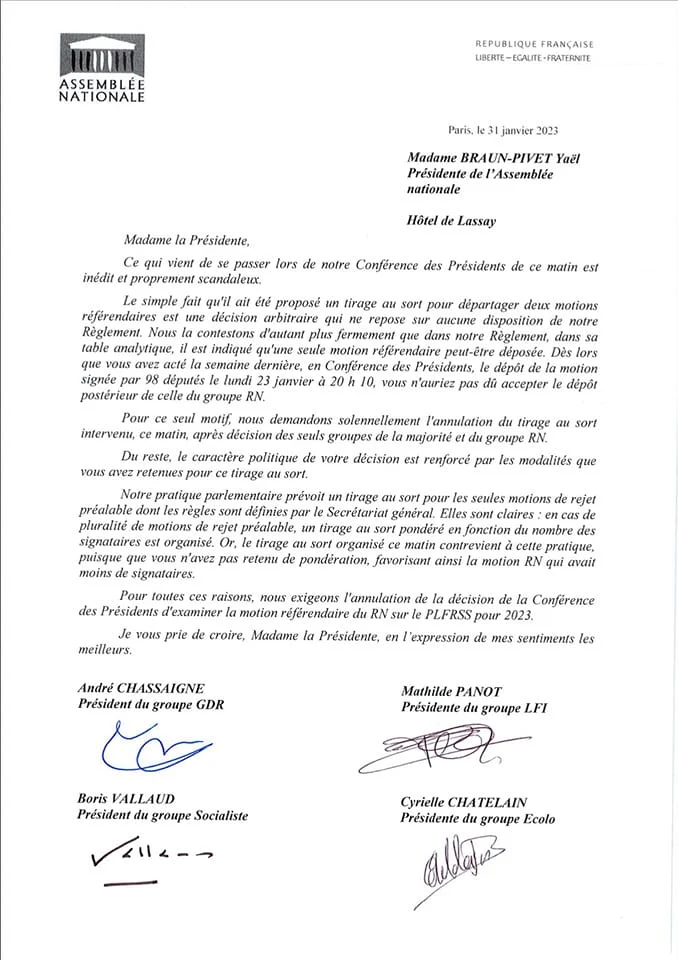 ASSEMBLÉE
NATIONALE
REPUBLIQUE FRANÇAISE
LIBERTE – EGALITE - FRATERNITE
Paris, le 31 janvier 2023
Madame BRAUN-PIVET Yaël
Présidente de l'Assemblée
nationale
Hôtel de Lassay
Madame la Présidente,
Ce qui vient de se passer lors de notre Conférence des Présidents de ce matin est
inédit et proprement scandaleux.
Le simple fait qu'il ait été proposé un tirage au sort pour départager deux motions
référendaires est une décision arbitraire qui ne repose sur aucune disposition de notre
Règlement. Nous la contestons d'autant plus fermement que dans notre Règlement, dans sa
table analytique, il est indiqué qu'une seule motion référendaire peut-être déposée. Dès lors
que vous avez acté la semaine dernière, en Conférence des Présidents, le dépôt de la motion
signée par 98 députés le lundi 23 janvier à 20 h 10, vous n'auriez pas dû accepter le dépôt
postérieur de celle du groupe RN.
Pour ce seul motif, nous demandons solennellement l'annulation du tirage au sort
intervenu, ce matin, après décision des seuls groupes de la majorité et du groupe RN.
Du reste, le caractère politique de votre décision est renforcé par les modalités que
vous avez retenues pour ce tirage au sort.
Notre pratique parlementaire prévoit un tirage au sort pour les seules motions de rejet
préalable dont les règles sont définies par le Secrétariat général. Elles sont claires : en cas de
pluralité de motions de rejet préalable, un tirage au sort pondéré en fonction du nombre des
signataires est organisé. Or, le tirage au sort organisé ce matin contrevient à cette pratique,
puisque que vous n'avez pas retenu de pondération, favorisant ainsi la motion RN qui avait
moins de signataires.
Pour toutes ces raisons, nous exigeons l'annulation de la décision de la Conférence
des Présidents d'examiner la motion référendaire du RN sur le PLFRSS pour 2023.
Je vous prie de croire, Madame la Présidente, en l'expression de mes sentiments les
meilleurs.
André CHASSAIGNE
Président du groupe GDR
Mathilde PANOT
Présidente du groupe LFI
Boris VALLAUD
Président du groupe Socialiste
Cyrielle CHATELAIN
Présidente du groupe Ecolo